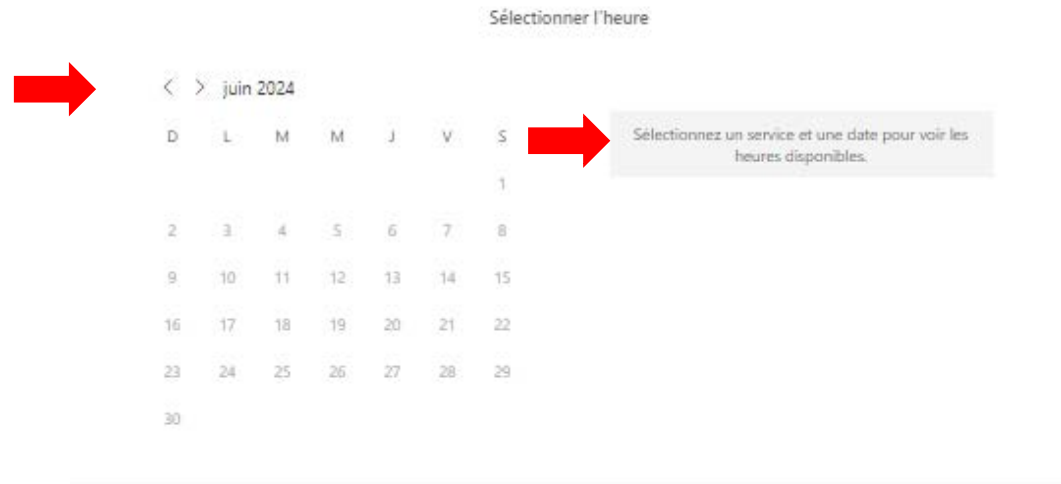 Sélectionner l'heure
< > juin 2024
D L M M J V S
Sélectionnez un service et une date pour voir les
heures disponibles.
1
2 3 4 5 6 7 8
9 10 11 12 13 14 15
16 17 18 19 20 21 22
23 24 25 26 27 28 29
30